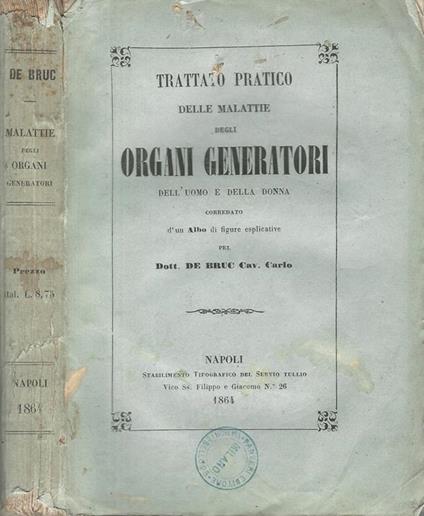 DE BRUC
MALATTIE
DEGLI
ORGANI
GENERATORI
Prezzo
Ital. L. 8,75
NAPOLI
1864
TRATTATO PRATICO
DELLE MALATTIE
DEGLI
ORGANI GENERATORI
DELL'UOMO E DELLA DONNA
CORREDATO
d'un Albo di figure esplicative
PEL
Dott. DE BRUC Cav. Carlo
NAPOLI
STABILIMENTO TIPOGRAFICO DEL SERVIO TULLIO
Vico Ss. Filippo e Giacomo N.° 26
1864
MILANO